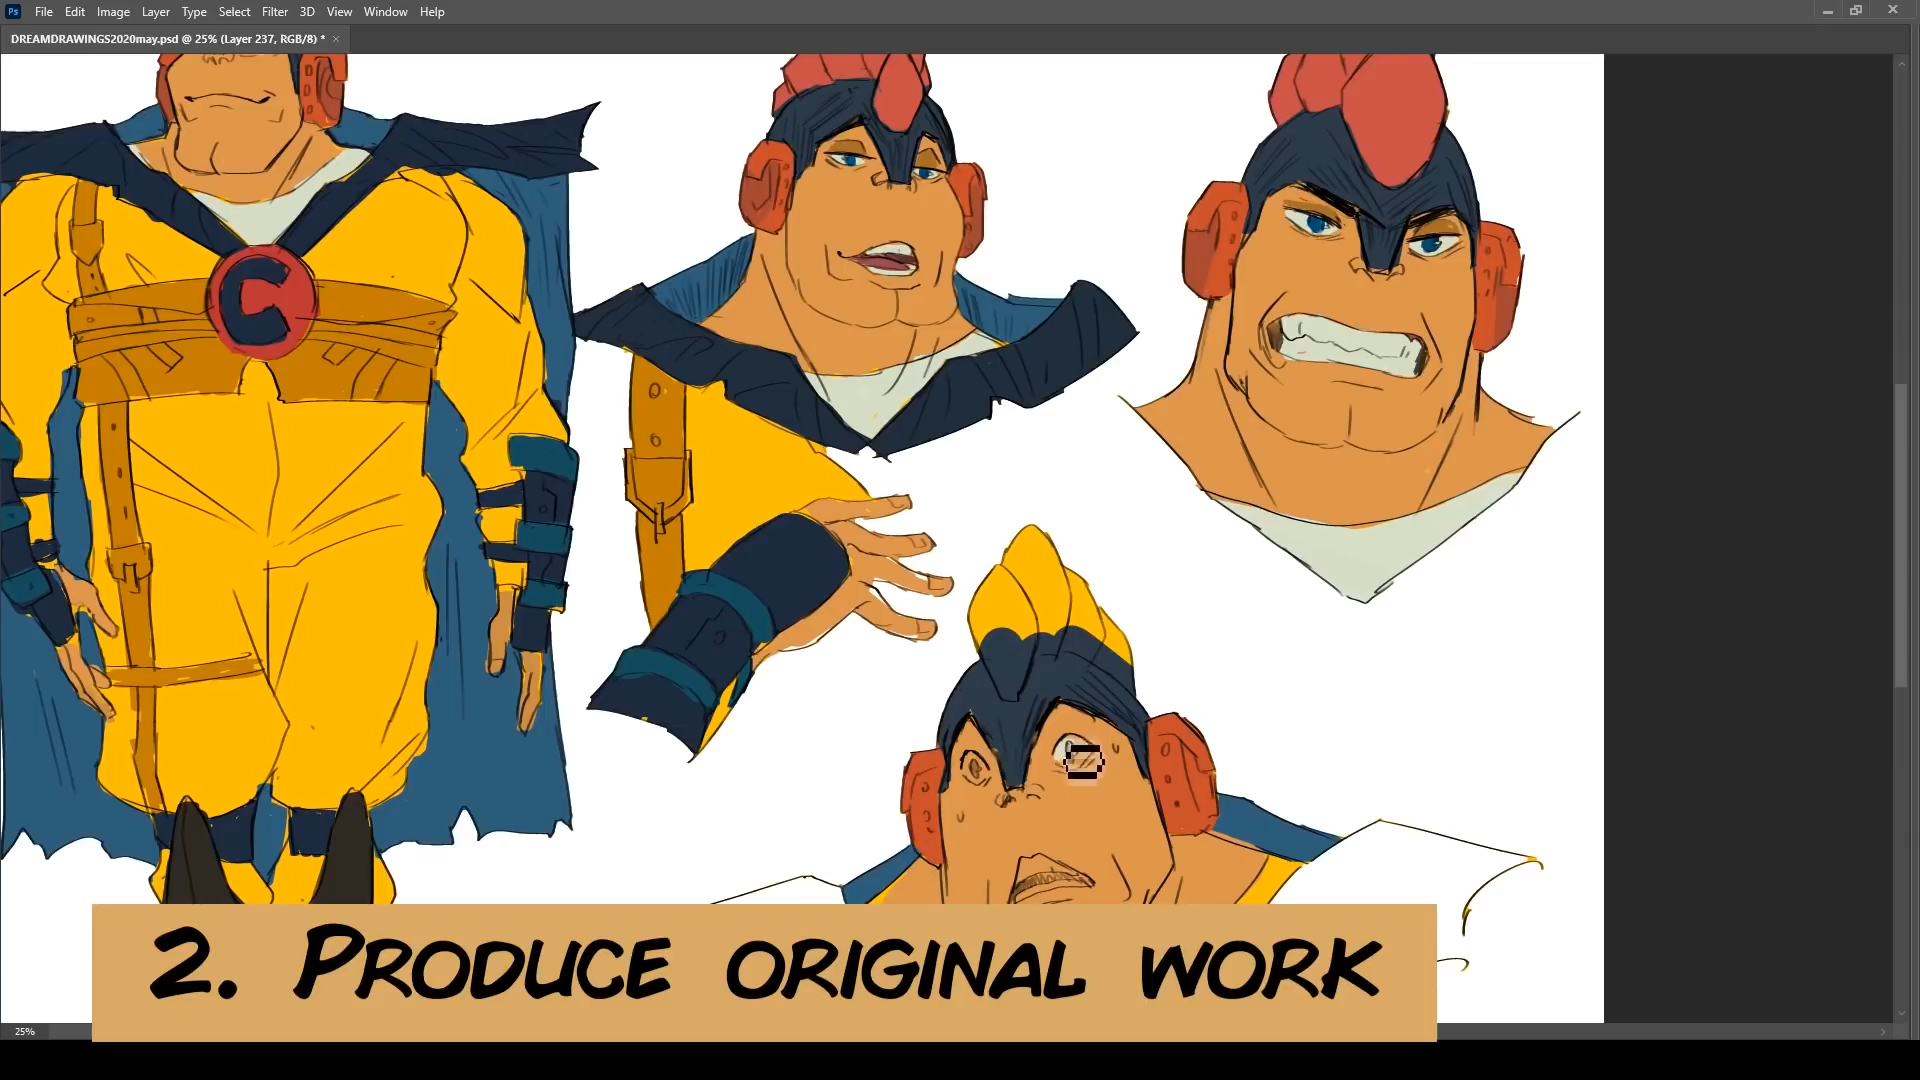 Ps File Edit Image Layer Type Select Filter 3D View Window Help
DREAMDRAWINGS2020may.psd @ 25% (Layer 237, RGB/8) * ×
C
2. PRODUCE ORIGINAL WORK
25%